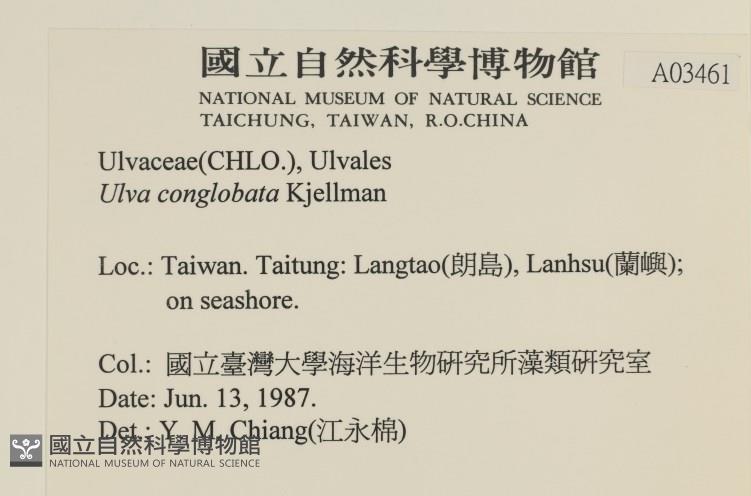 國立自然科學博物館
A03461
NATIONAL MUSEUM OF NATURAL SCIENCE
TAICHUNG, TAIWAN, R.O.CHINA
Ulvaceae(CHLO.), Ulvales
Ulva conglobata Kjellman
Loc.: Taiwan. Taitung: Langtao(朗島), Lanhsu(蘭嶼);
on seashore.
Col.: 國立臺灣大學海洋生物研究所藻類研究室
Date: Jun. 13, 1987.
Det.: Y. M. Chiang(江永棉)
國立自然科學博物館
NATIONAL MUSEUM OF NATURAL SCIENCE